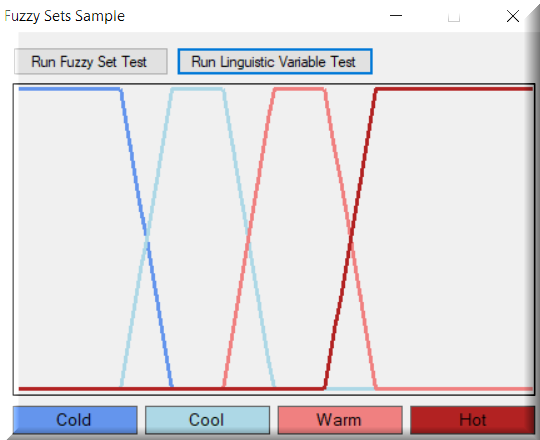 Fuzzy Sets Sample
Run Fuzzy Set Test
Run Linguistic Variable Test
Cold
Cool
Warm
Hot